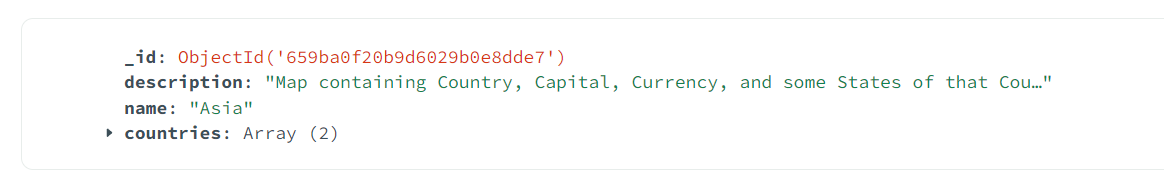 _id: ObjectId('659ba0f20b9d6029b0e8dde7')
description: "Map containing Country, Capital, Currency, and some States of that Cou…"
name: "Asia"
countries: Array (2)